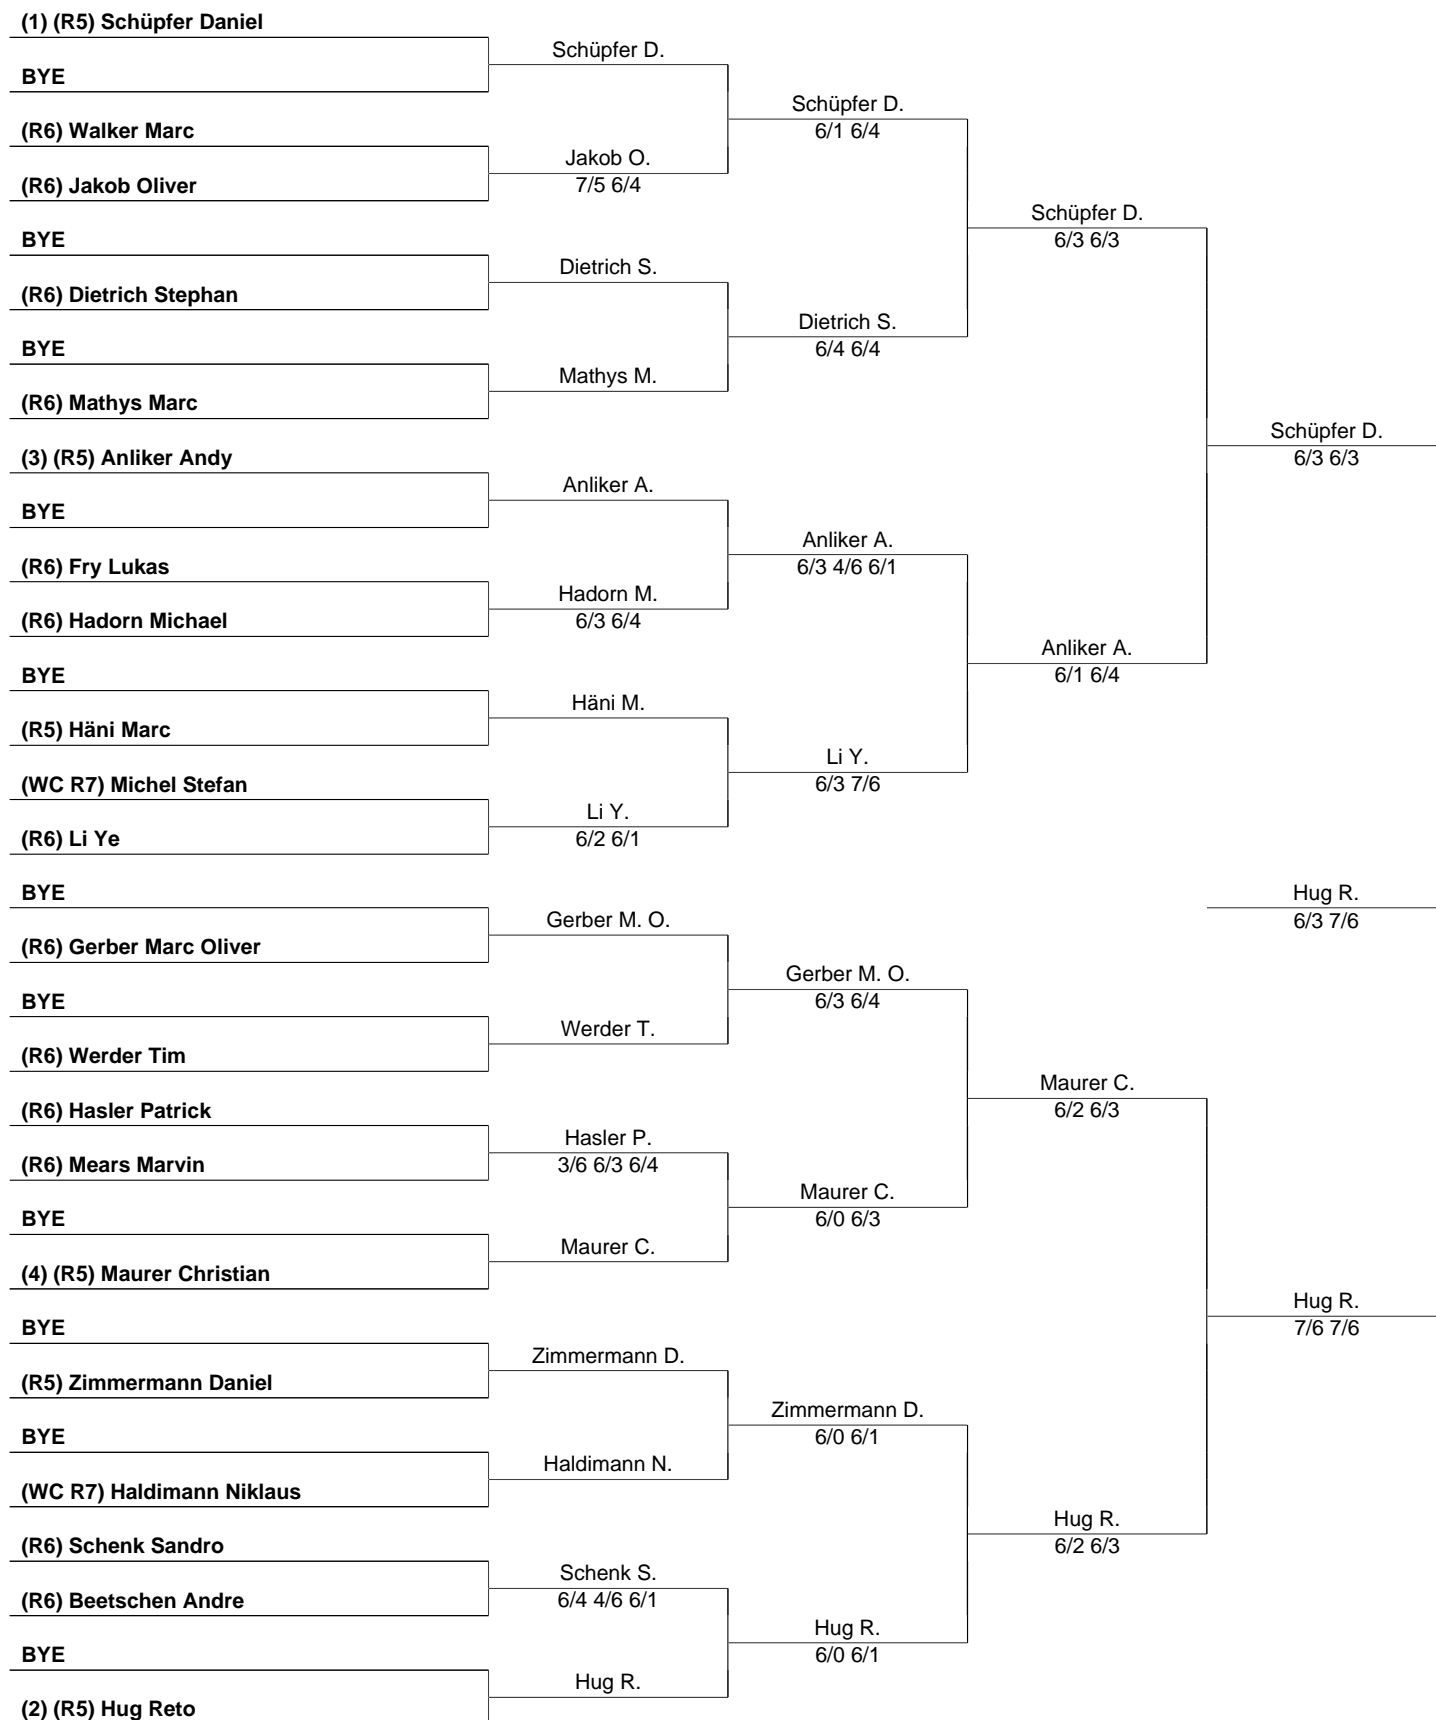 (1) (R5) Schüpfer Daniel
BYE
(R6) Walker Marc
(R6) Jakob Oliver
BYE
(R6) Dietrich Stephan
BYE
(R6) Mathys Marc
(3) (R5) Anliker Andy
BYE
(R6) Fry Lukas
(R6) Hadorn Michael
BYE
(R5) Häni Marc
(WC R7) Michel Stefan
(R6) Li Ye
BYE
(R6) Gerber Marc Oliver
BYE
(R6) Werder Tim
(R6) Hasler Patrick
(R6) Mears Marvin
BYE
(4) (R5) Maurer Christian
BYE
(R5) Zimmermann Daniel
BYE
(WC R7) Haldimann Niklaus
(R6) Schenk Sandro
(R6) Beetschen Andre
BYE
(2) (R5) Hug Reto
Schüpfer D.
Jakob O.
7/5 6/4
Dietrich S.
Mathys M.
Anliker A.
Hadorn M.
6/3 6/4
Häni M.
Li Y.
6/2 6/1
Gerber M. O.
Werder T.
Hasler P.
3/6 6/3 6/4
Maurer C.
Zimmermann D.
Haldimann N.
Schenk S.
6/4 4/6 6/1
Hug R.
Schüpfer D.
6/1 6/4
Dietrich S.
6/4 6/4
Anliker A.
6/3 4/6 6/1
Li Y.
6/3 7/6
Gerber M. O.
6/3 6/4
Maurer C.
6/0 6/3
Zimmermann D.
6/0 6/1
Hug R.
6/0 6/1
Schüpfer D.
6/3 6/3
Anliker A.
6/1 6/4
Maurer C.
6/2 6/3
Hug R.
6/2 6/3
Schüpfer D.
6/3 6/3
Hug R.
6/3 7/6
Hug R.
7/6 7/6